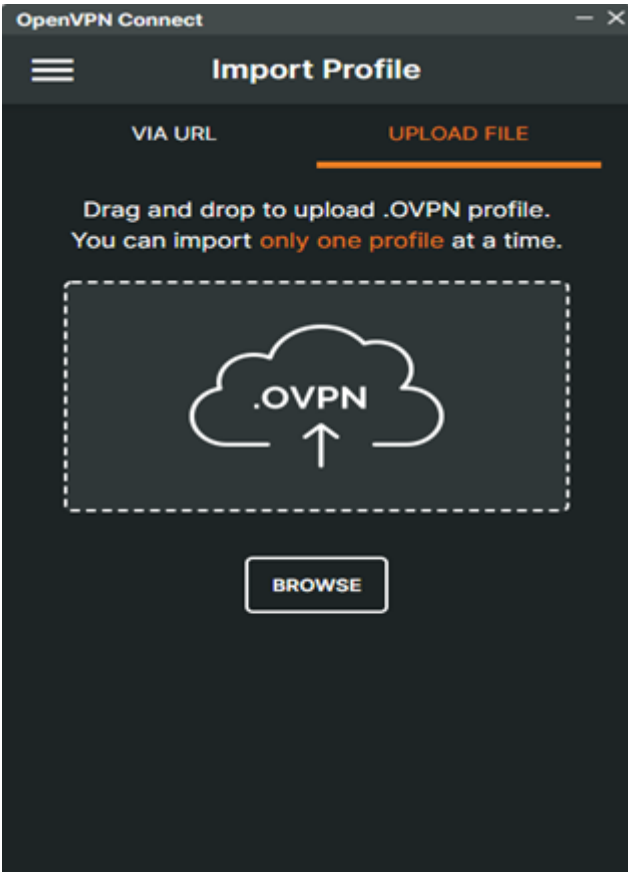 OpenVPN Connect
Import Profile
VIA URL
UPLOAD FILE
Drag and drop to upload .OVPN profile.
You can import only one profile at a time.
.OVPN
BROWSE